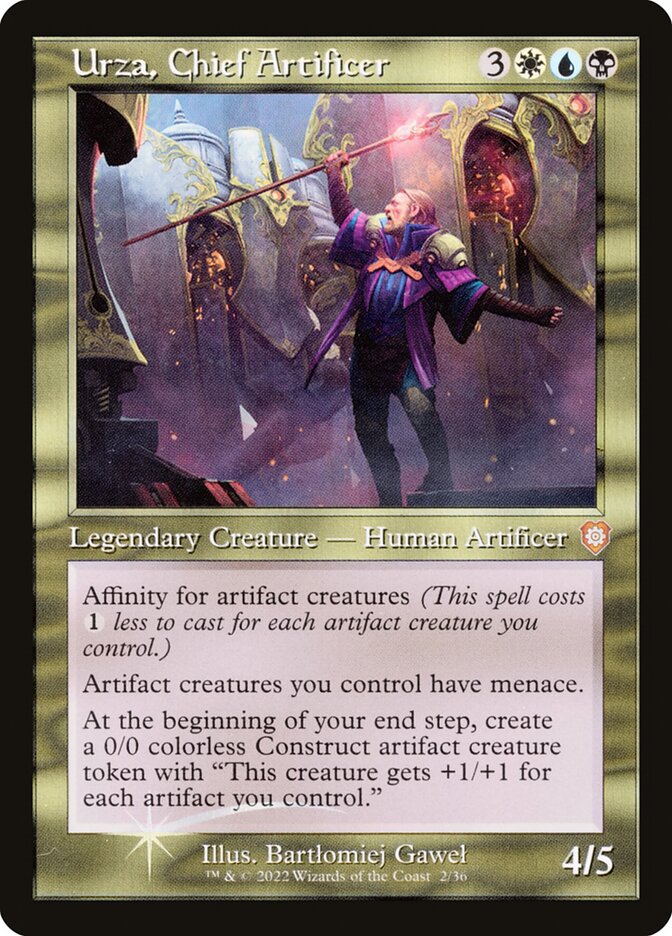 Urza, Chief Artificer 3
Legendary Creature — Human Artificer
Affinity for artifact creatures (This spell costs
1 less to cast for each artifact creature you
control.)
Artifact creatures you control have menace.
At the beginning of your end step, create
a 0/0 colorless Construct artifact creature
token with “This creature gets +1/+1 for
each artifact you control.”
Illus. Bartłomiej Gaweł
™ & © 2022 Wizards of the Coast 2/36
4/5